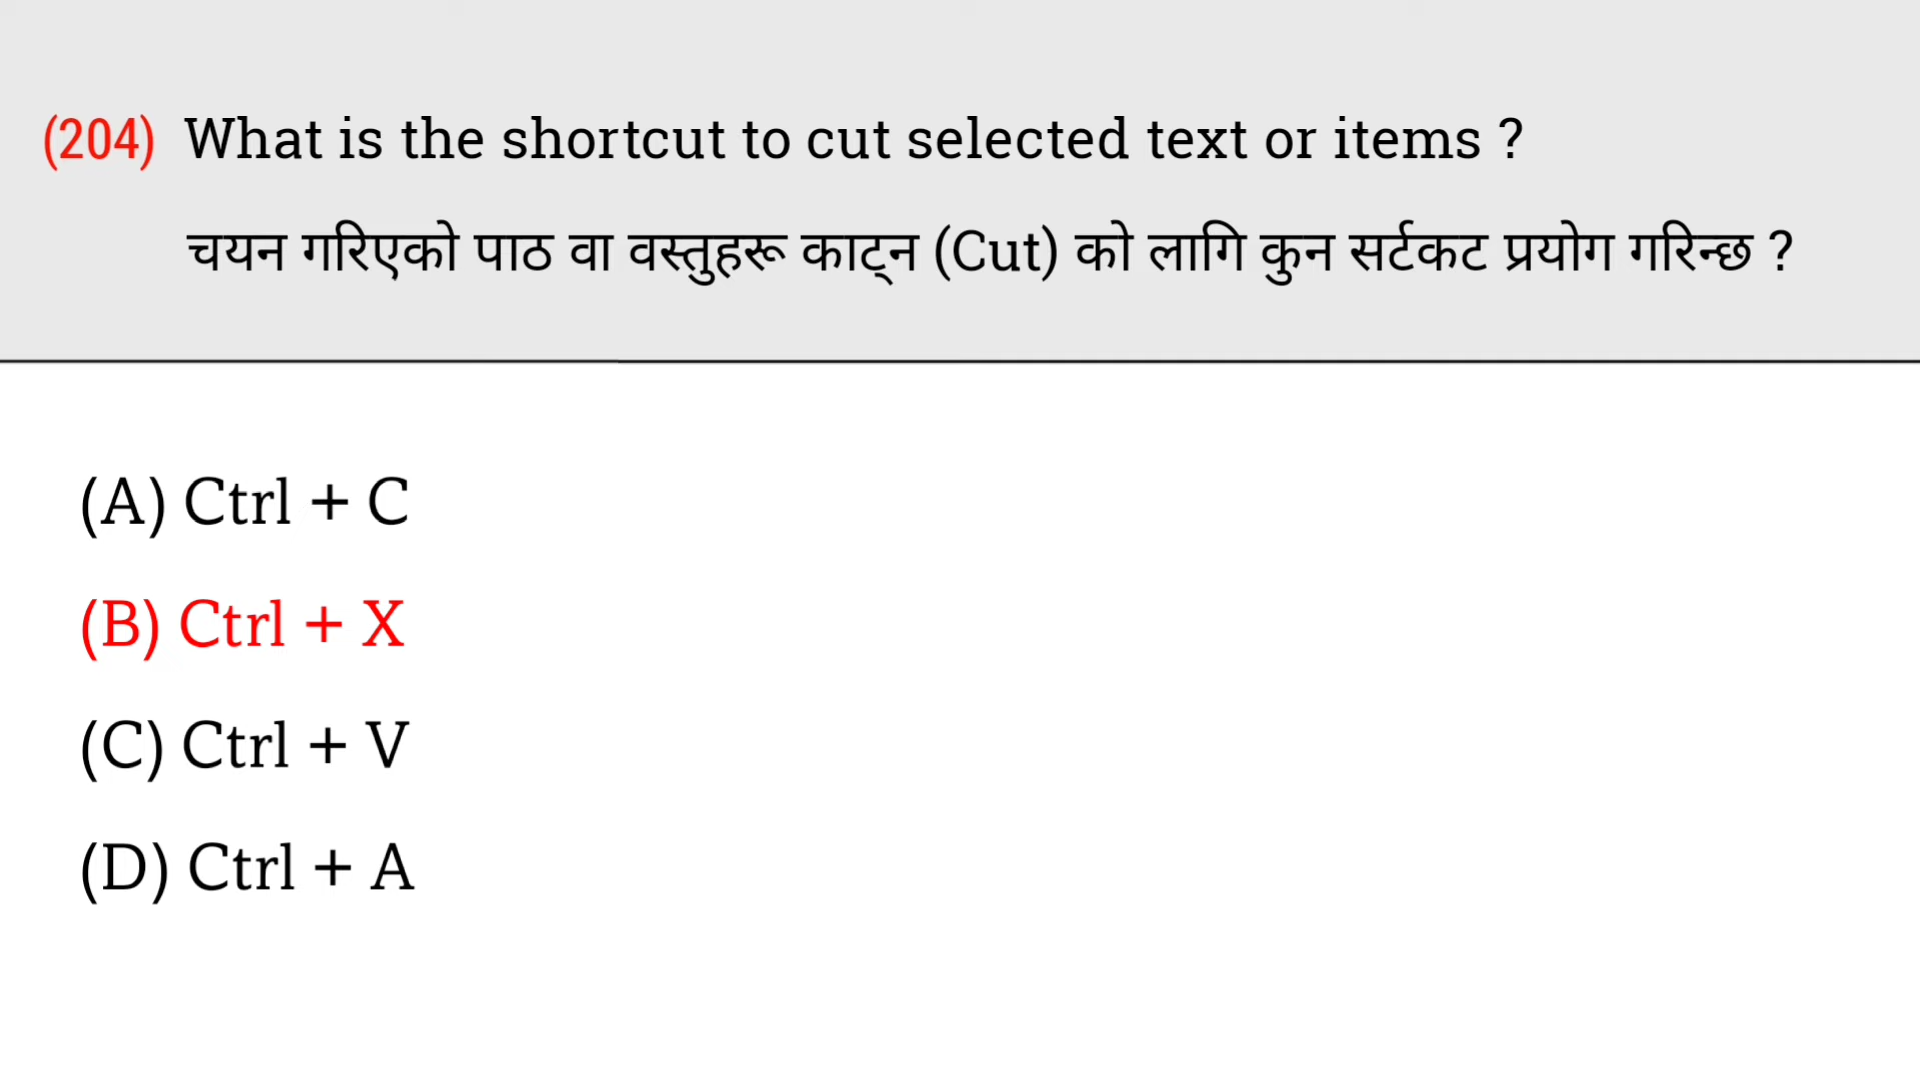 (204) What is the shortcut to cut selected text or items ?
चयन गरिएको पाठ वा वस्तुहरू काट्न (Cut) को लागि कुन सर्टकट प्रयोग गरिन्छ ?
(A) Ctrl + C
(B) Ctrl + X
(C) Ctrl + V
(D) Ctrl + A